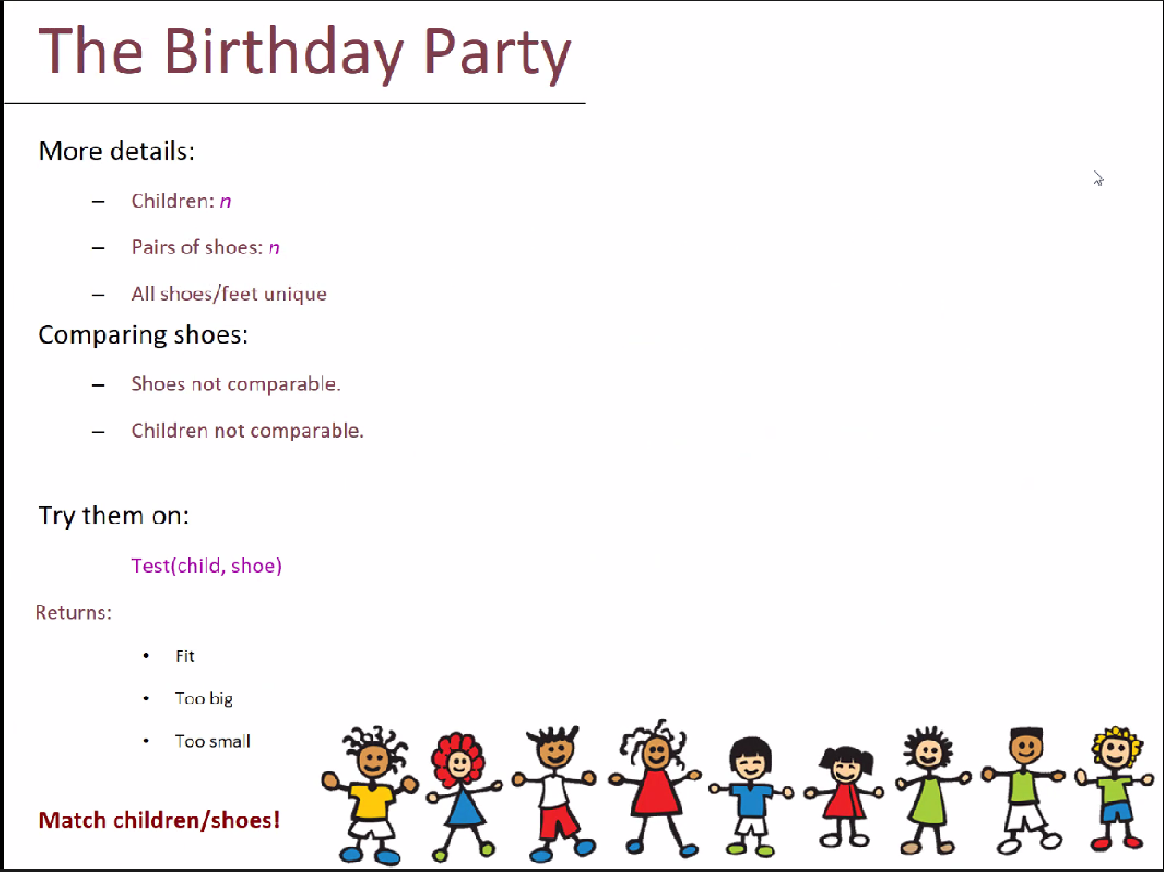 The Birthday Party
More details:
– Children: n
– Pairs of shoes: n
– All shoes/feet unique
Comparing shoes:
– Shoes not comparable.
– Children not comparable.
Try them on:
Test(child, shoe)
Returns:
• Fit
• Too big
• Too small
Match children/shoes!